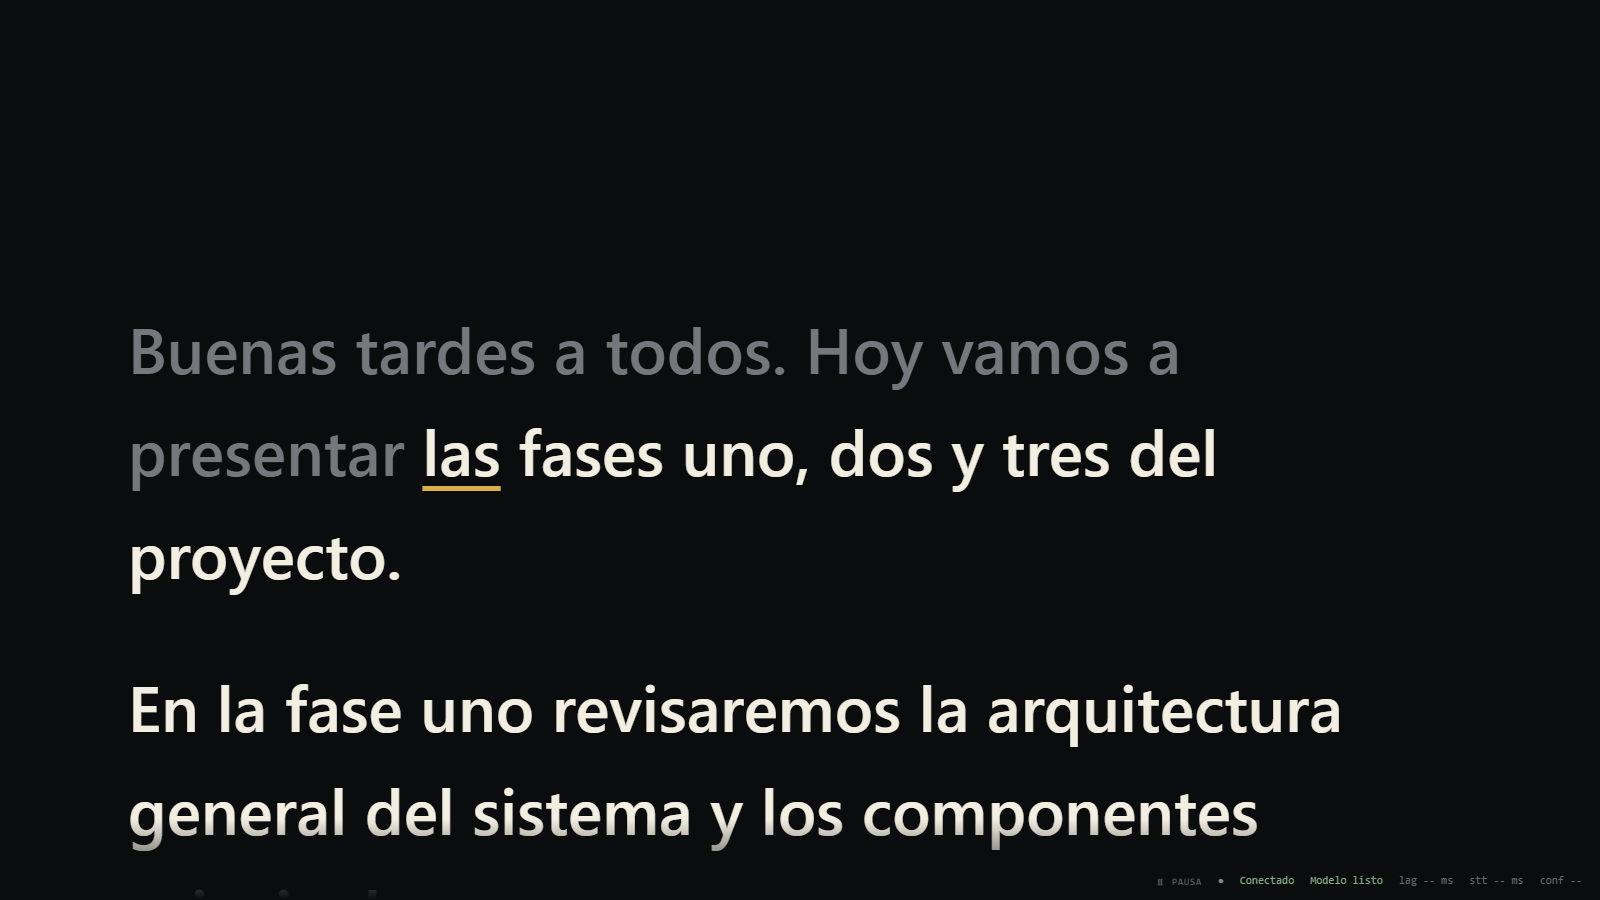 Buenas tardes a todos. Hoy vamos a
presentar las fases uno, dos y tres del
proyecto.
En la fase uno revisaremos la arquitectura
general del sistema y los componentes
PAUSA Conectado Modelo listo lag -- ms stt -- ms conf --